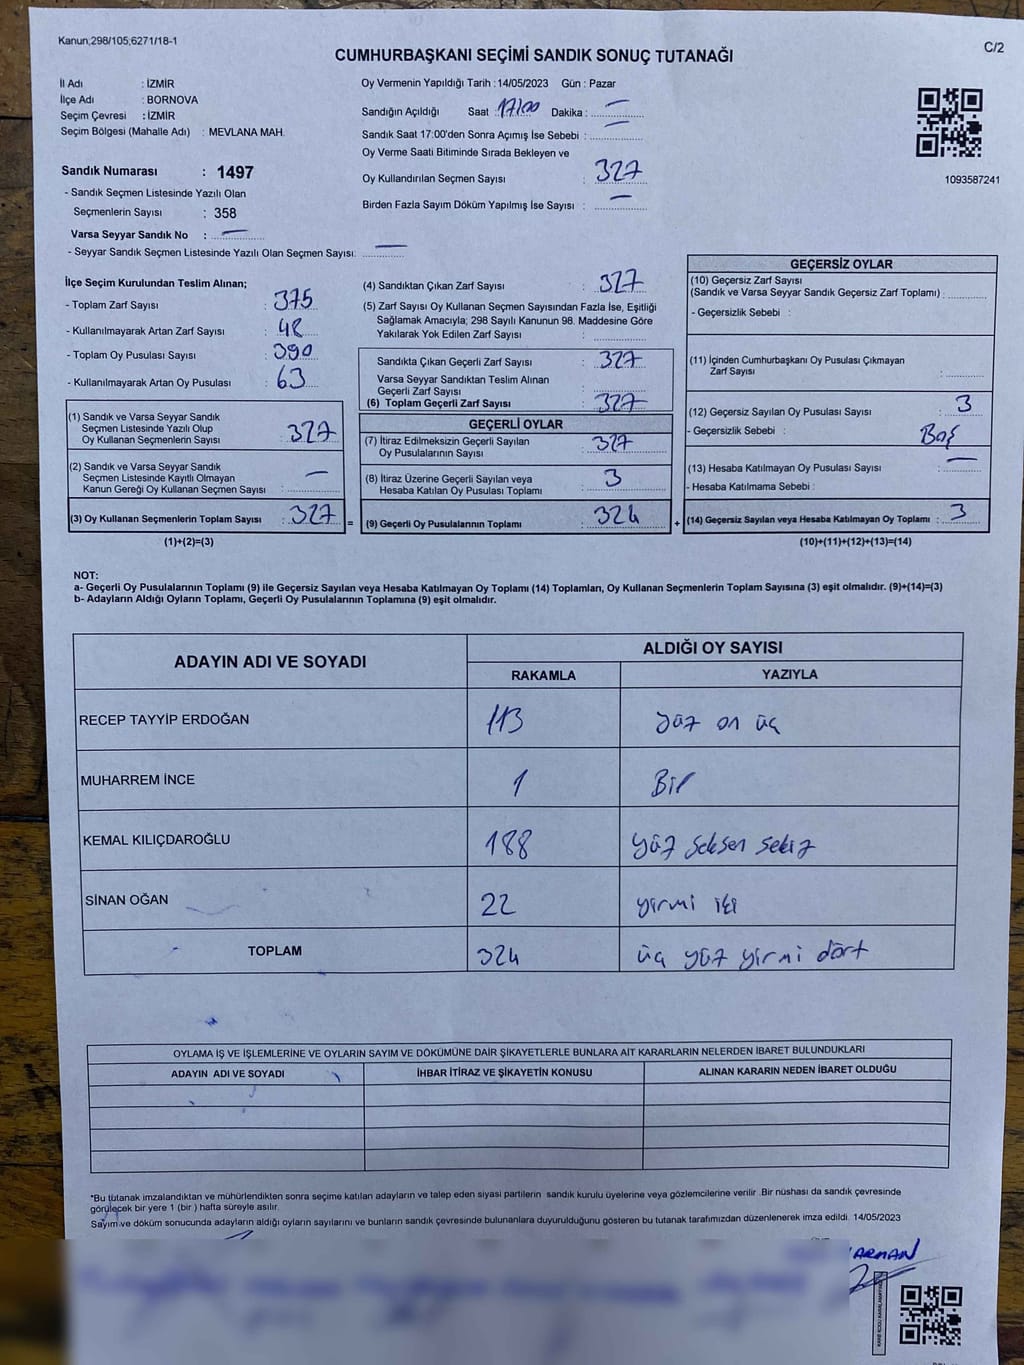 Kanun;298/105;6271/18-1
C/2
CUMHURBAŞKANI SEÇİMİ SANDIK SONUÇ TUTANAĞI
İl Adı : İZMİR
İlçe Adı : BORNOVA
Seçim Çevresi : İZMİR
Seçim Bölgesi (Mahalle Adı) : MEVLANA MAH.
Sandık Numarası : 1497
- Sandık Seçmen Listesinde Yazılı Olan
Seçmenlerin Sayısı : 358
Varsa Seyyar Sandık No : —
- Seyyar Sandık Seçmen Listesinde Yazılı Olan Seçmen Sayısı: —
Oy Vermenin Yapıldığı Tarih : 14/05/2023 Gün : Pazar
Sandığın Açıldığı Saat : 17:00 Dakika : —
Sandık Saat 17:00'den Sonra Açımış İse Sebebi : —
Oy Verme Saati Bitiminde Sırada Bekleyen ve
Oy Kullandırılan Seçmen Sayısı : 327
Birden Fazla Sayım Döküm Yapılmış İse Sayısı : —
1093587241
İlçe Seçim Kurulundan Teslim Alınan;
- Toplam Zarf Sayısı : 375
- Kullanılmayarak Artan Zarf Sayısı : 48
- Toplam Oy Pusulası Sayısı : 390
- Kullanılmayarak Artan Oy Pusulası : 63
(1) Sandık ve Varsa Seyyar Sandık
Seçmen Listesinde Yazılı Olup
Oy Kullanan Seçmenlerin Sayısı : 327
(2) Sandık ve Varsa Seyyar Sandık
Seçmen Listesinde Kayıtlı Olmayan
Kanun Gereği Oy Kullanan Seçmen Sayısı : —
(3) Oy Kullanan Seçmenlerin Toplam Sayısı : 327 =
(1)+(2)=(3)
(4) Sandıktan Çıkan Zarf Sayısı : 327
(5) Zarf Sayısı Oy Kullanan Seçmen Sayısından Fazla İse, Eşitliği
Sağlamak Amacıyla; 298 Sayılı Kanunun 98. Maddesine Göre
Yakılarak Yok Edilen Zarf Sayısı :
Sandıkta Çıkan Geçerli Zarf Sayısı : 327
Varsa Seyyar Sandıktan Teslim Alınan
Geçerli Zarf Sayısı :
(6) Toplam Geçerli Zarf Sayısı : 327
GEÇERLİ OYLAR
(7) İtiraz Edilmeksizin Geçerli Sayılan
Oy Pusulalarının Sayısı : 327
(8) İtiraz Üzerine Geçerli Sayılan veya
Hesaba Katılan Oy Pusulası Toplamı : 3
(9) Geçerli Oy Pusulalarının Toplamı : 324 +
GEÇERSİZ OYLAR
(10) Geçersiz Zarf Sayısı
(Sandık ve Varsa Seyyar Sandık Geçersiz Zarf Toplamı) :
- Geçersizlik Sebebi :
(11) İçinden Cumhurbaşkanı Oy Pusulası Çıkmayan
Zarf Sayısı :
(12) Geçersiz Sayılan Oy Pusulası Sayısı : 3
- Geçersizlik Sebebi : Boş
(13) Hesaba Katılmayan Oy Pusulası Sayısı : —
- Hesaba Katılmama Sebebi :
(14) Geçersiz Sayılan veya Hesaba Katılmayan Oy Toplamı : 3
(10)+(11)+(12)+(13)=(14)
NOT:
a- Geçerli Oy Pusulalarının Toplamı (9) ile Geçersiz Sayılan veya Hesaba Katılmayan Oy Toplamı (14) Toplamları, Oy Kullanan Seçmenlerin Toplam Sayısına (3) eşit olmalıdır. (9)+(14)=(3)
b- Adayların Aldığı Oyların Toplamı, Geçerli Oy Pusulalarının Toplamına (9) eşit olmalıdır.
ADAYIN ADI VE SOYADI
ALDIĞI OY SAYISI
RAKAMLA YAZIYLA
RECEP TAYYİP ERDOĞAN 113 yüz on üç
MUHARREM İNCE 1 Bir
KEMAL KILIÇDAROĞLU 188 yüz seksen sekiz
SİNAN OĞAN 22 yirmi iki
TOPLAM 324 üç yüz yirmi dört
OYLAMA İŞ VE İŞLEMLERİNE VE OYLARIN SAYIM VE DÖKÜMÜNE DAİR ŞİKAYETLERLE BUNLARA AİT KARARLARIN NELERDEN İBARET BULUNDUKLARI
ADAYIN ADI VE SOYADI İHBAR İTİRAZ VE ŞİKAYETİN KONUSU ALINAN KARARIN NEDEN İBARET OLDUĞU
*Bu tutanak imzalandıktan ve mühürlendikten sonra seçime katılan adayların ve talep eden siyasi partilerin sandık kurulu üyelerine veya gözlemcilerine verilir .Bir nüshası da sandık çevresinde
görülecek bir yere 1 (bir ) hafta süreyle asılır.
Sayım ve döküm sonucunda adayların aldığı oyların sayılarını ve bunların sandık çevresinde bulunanlara duyurulduğunu gösteren bu tutanak tarafımızdan düzenlenerek imza edildi. 14/05/2023